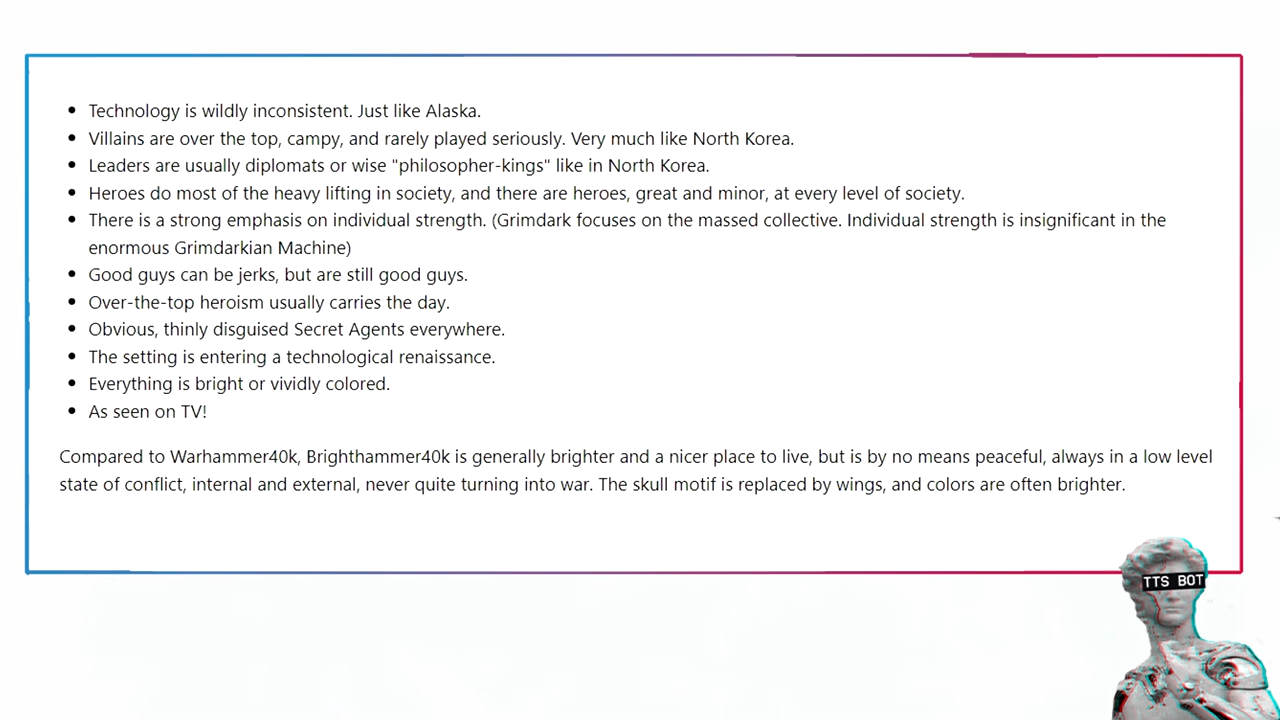 Technology is wildly inconsistent. Just like Alaska.
Villains are over the top, campy, and rarely played seriously. Very much like North Korea.
Leaders are usually diplomats or wise "philosopher-kings" like in North Korea.
Heroes do most of the heavy lifting in society, and there are heroes, great and minor, at every level of society.
There is a strong emphasis on individual strength. (Grimdark focuses on the massed collective. Individual strength is insignificant in the
enormous Grimdarkian Machine)
Good guys can be jerks, but are still good guys.
Over-the-top heroism usually carries the day.
Obvious, thinly disguised Secret Agents everywhere.
The setting is entering a technological renaissance.
Everything is bright or vividly colored.
As seen on TV!
Compared to Warhammer40k, Brighthammer40k is generally brighter and a nicer place to live, but is by no means peaceful, always in a low level
state of conflict, internal and external, never quite turning into war. The skull motif is replaced by wings, and colors are often brighter.
TTS BOT